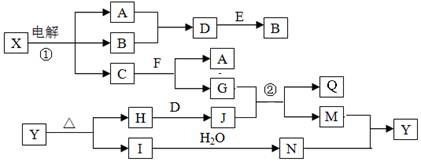 A
电解 B D E B
X ① F A
C G ② Q
D M Y
△ H J
Y H₂O
I N